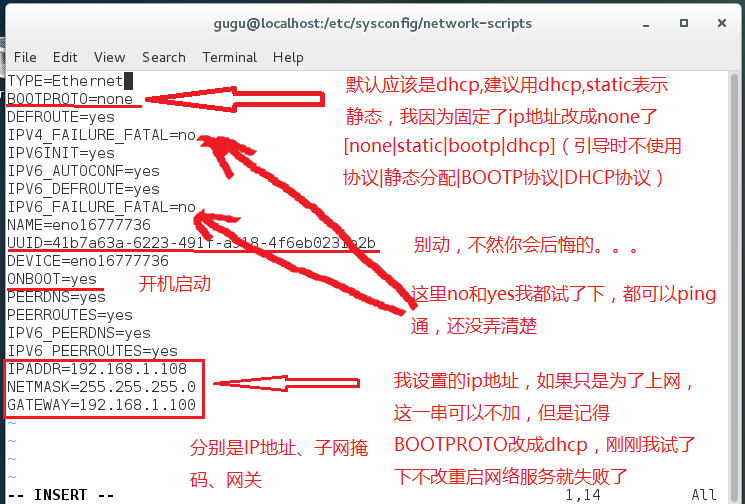 gugu@localhost:/etc/sysconfig/network-scripts
File Edit View Search Terminal Help
TYPE=Ethernet
BOOTPROTO=none
DEFROUTE=yes
IPV4_FAILURE_FATAL=no
IPV6INIT=yes
IPV6_AUTOCONF=yes
IPV6_DEFROUTE=yes
IPV6_FAILURE_FATAL=no
NAME=eno16777736
DEVICE=eno16777736
ONBOOT=yes
PEERDNS=yes
PEERROUTES=yes
IPV6_PEERDNS=yes
IPV6_PEERROUTES=yes
IPADDR=192.168.1.108
NETMASK=255.255.255.0
GATEWAY=192.168.1.100
~
~
~
-- INSERT --
1,14
All
默认应该是dhcp,建议用dhcp,static表示
静态，我因为固定了ip地址改成none了
[none|static|bootp|dhcp]（引导时不使用
协议|静态分配|BOOTP协议|DHCP协议）
别动，不然你会后悔的。。。
开机启动
这里no和yes我都试了下，都可以ping
通，还没弄清楚
我设置的ip地址，如果只是为了上网，
这一串可以不加，但是记得
BOOTPROTO改成dhcp，刚刚我试了
下不改重启网络服务就失败了
分别是IP地址、子网掩
码、网关